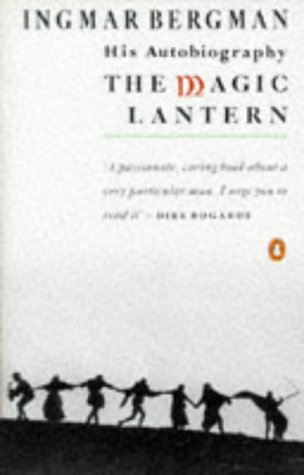 INGMAR BERGMAN
His Autobiography
THE MAGIC
LANTERN
'A passionate, caring book about a
very particular man. I urge you to
read it' – DIRK BOGARDE